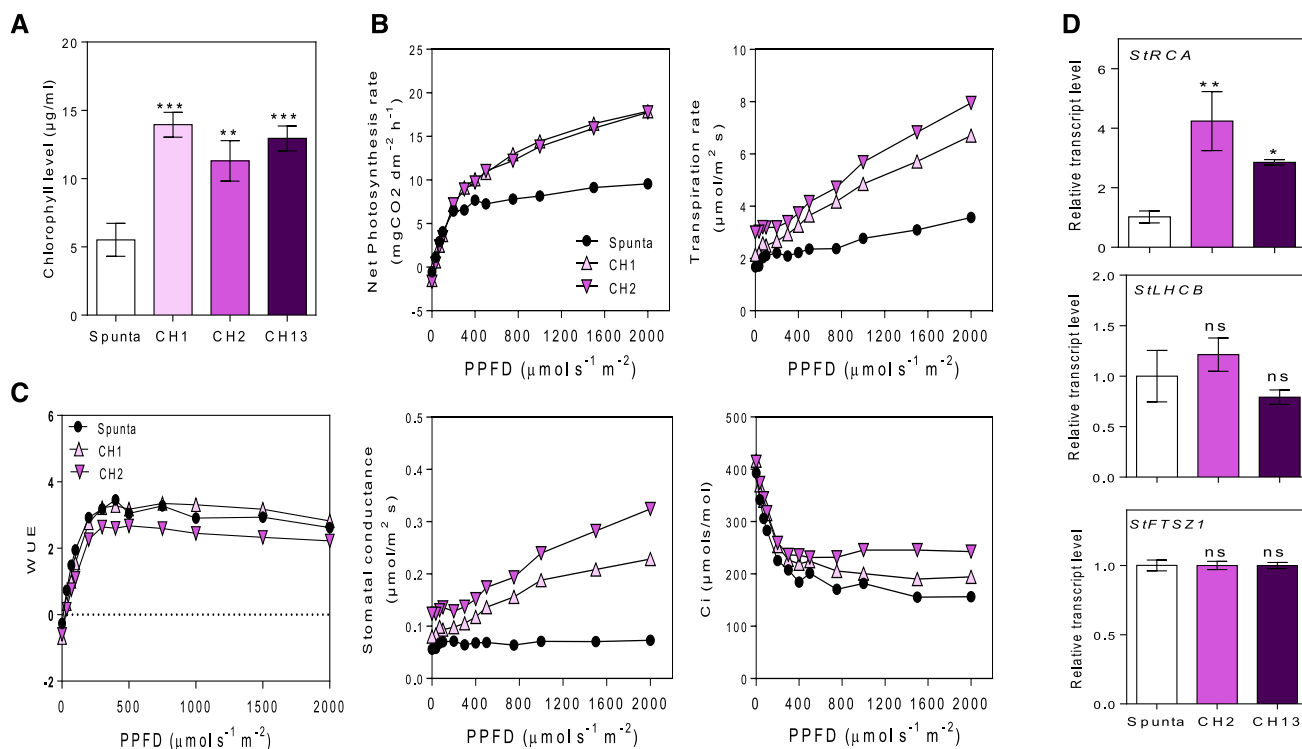 A
Chlorophyll level (µg/ml)
20
15
10
5
0
***
**
***
Spunta
CH1
CH2
CH13
B
Net Photosynthesis rate
(mgCO2 dm⁻² h⁻¹)
25
20
15
10
5
0
-5
Spunta
CH1
CH2
0 400 800 1200 1600 2000
PPFD (µmol s⁻¹ m⁻²)
Transpiration rate
(µmol/m² s)
10
8
6
4
2
0
0 400 800 1200 1600 2000
PPFD (µmol s⁻¹ m⁻²)
C
WUE
6
4
2
0
-2
Spunta
CH1
CH2
0 500 1000 1500 2000
PPFD (µmol s⁻¹ m⁻²)
Stomatal conductance
(µmol/m² s)
0.5
0.4
0.3
0.2
0.1
0.0
0 400 800 1200 1600 2000
PPFD (µmol s⁻¹ m⁻²)
Ci (µmols/mol)
500
400
300
200
100
0
0 400 800 1200 1600 2000
PPFD (µmol s⁻¹ m⁻²)
D
StRCA
Relative transcript level
6
4
2
0
**
*
StLHCB
Relative transcript level
2.0
1.5
1.0
0.5
0.0
ns
ns
StFTSZ1
Relative transcript level
1.5
1.0
0.5
0.0
ns
ns
Spunta
CH2
CH13